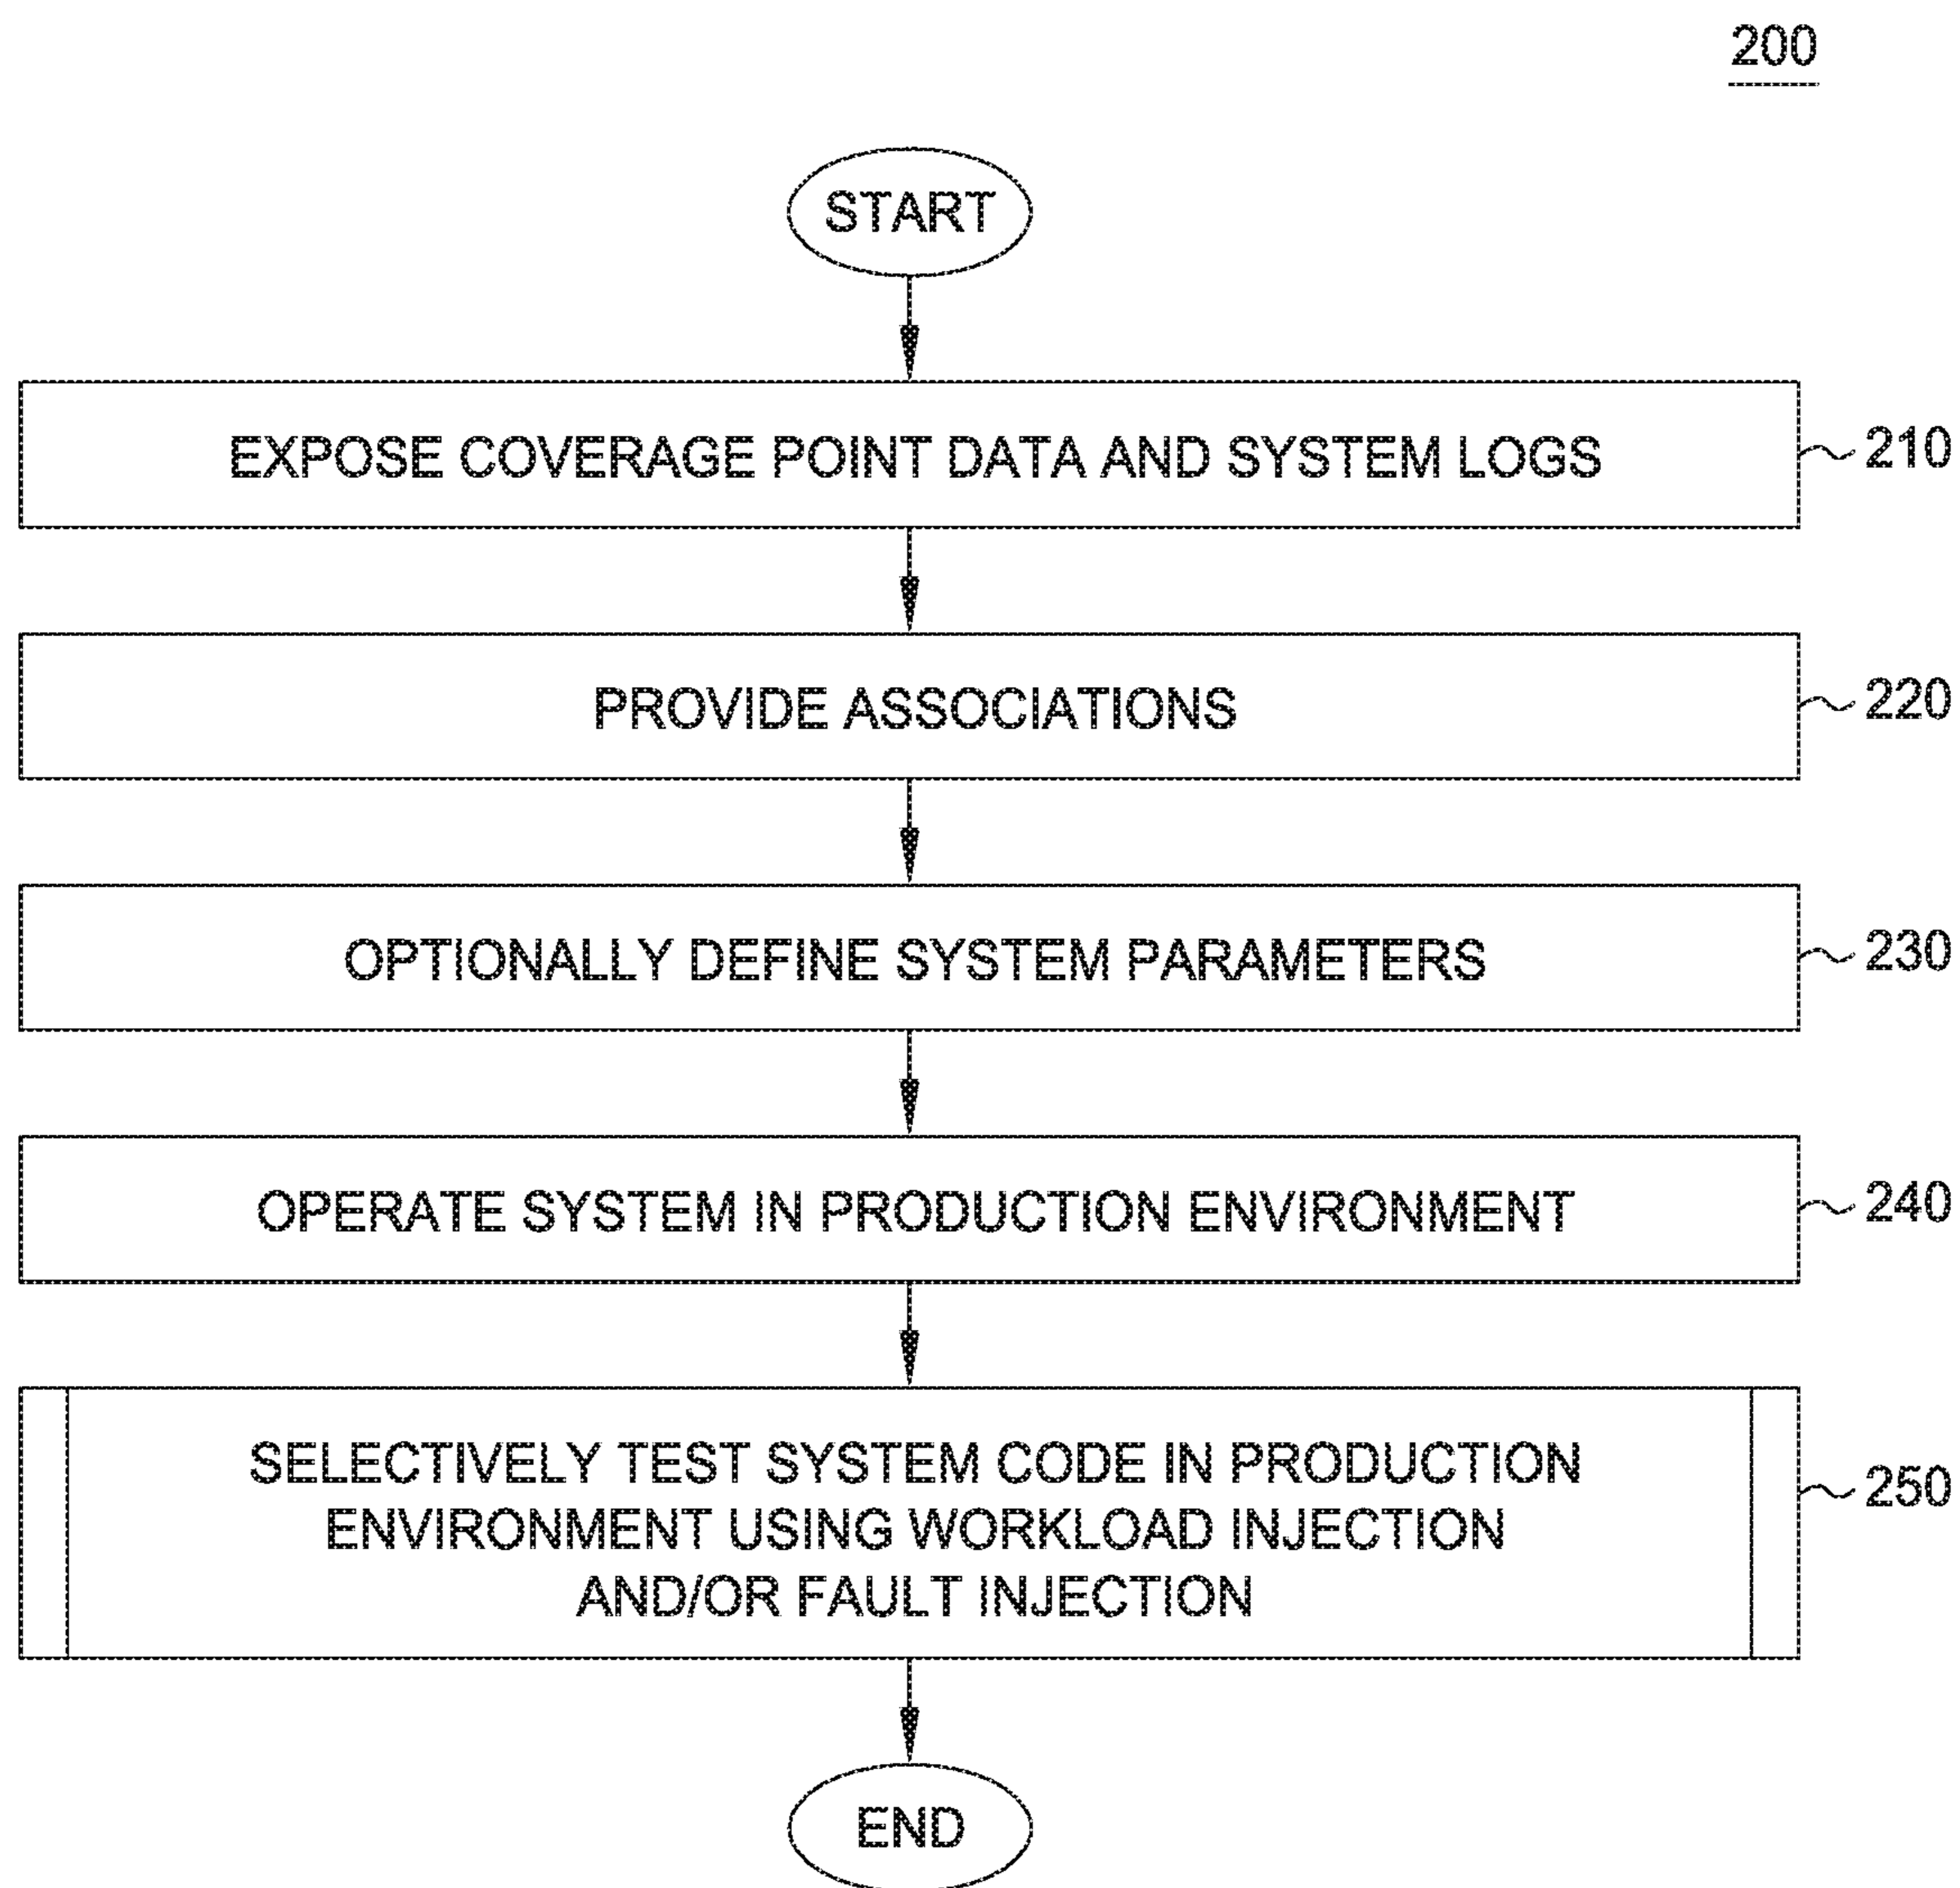 200
START
EXPOSE COVERAGE POINT DATA AND SYSTEM LOGS
210
PROVIDE ASSOCIATIONS
220
OPTIONALLY DEFINE SYSTEM PARAMETERS
230
OPERATE SYSTEM IN PRODUCTION ENVIRONMENT
240
SELECTIVELY TEST SYSTEM CODE IN PRODUCTION
ENVIRONMENT USING WORKLOAD INJECTION
AND/OR FAULT INJECTION
250
END